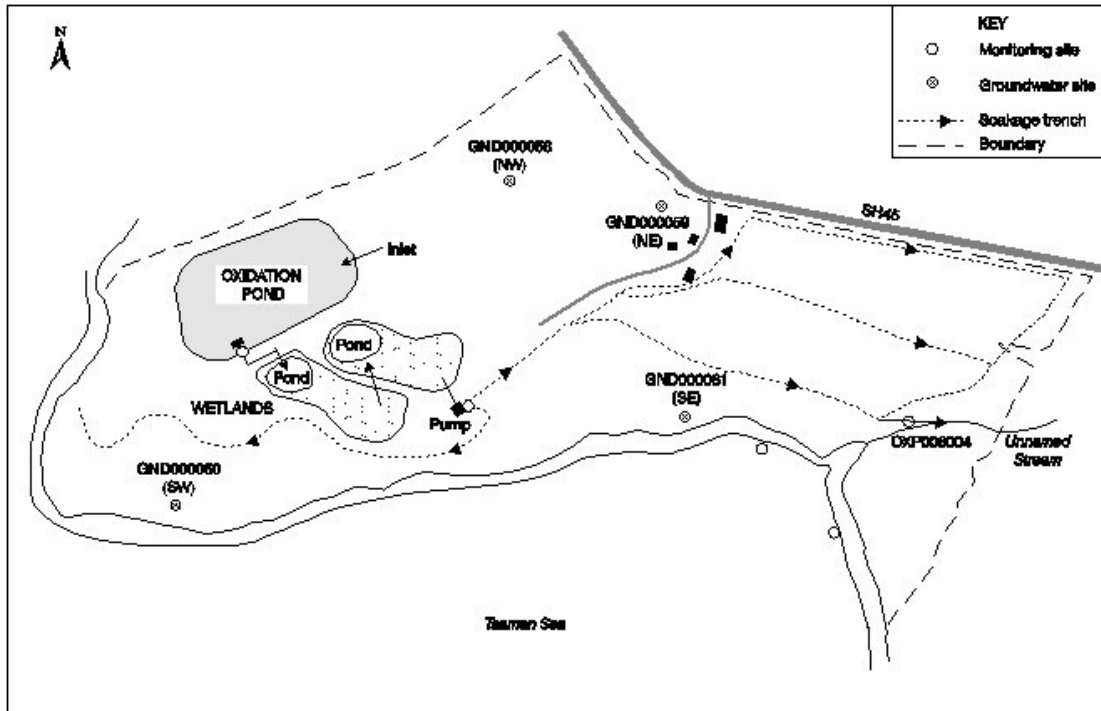 N
KEY
Monitoring site
Groundwater site
Soakage trench
Boundary
GND000058
(NW)
GND000059
(NE)
SH45
Inlet
OXIDATION
POND
Pond
Pond
WETLANDS
Pump
GND000061
(SE)
OXP008004
Unnamed
Stream
GND000060
(SW)
Tasman Sea